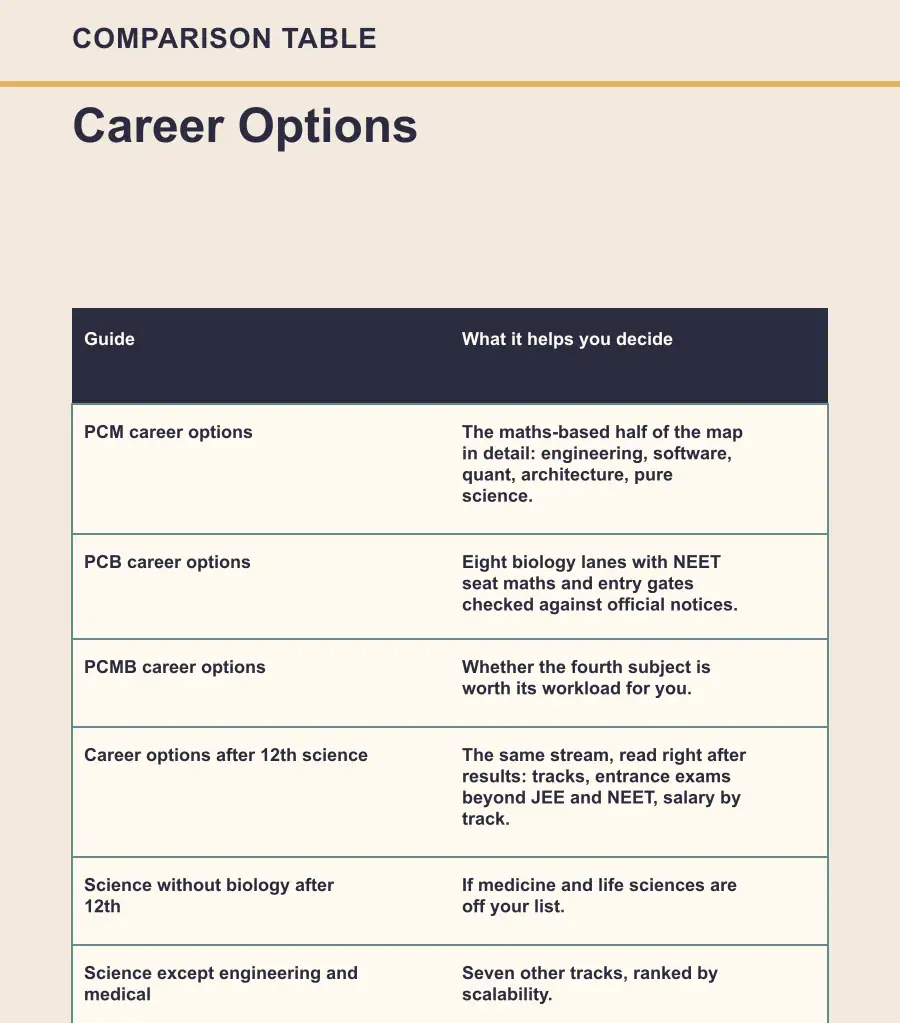 COMPARISON TABLE
Career Options
Guide
What it helps you decide
PCM career options
The maths-based half of the map
in detail: engineering, software,
quant, architecture, pure
science.
PCB career options
Eight biology lanes with NEET
seat maths and entry gates
checked against official notices.
PCMB career options
Whether the fourth subject is
worth its workload for you.
Career options after 12th science
The same stream, read right after
results: tracks, entrance exams
beyond JEE and NEET, salary by
track.
Science without biology after
12th
If medicine and life sciences are
off your list.
Science except engineering and
medical
Seven other tracks, ranked by
scalability.